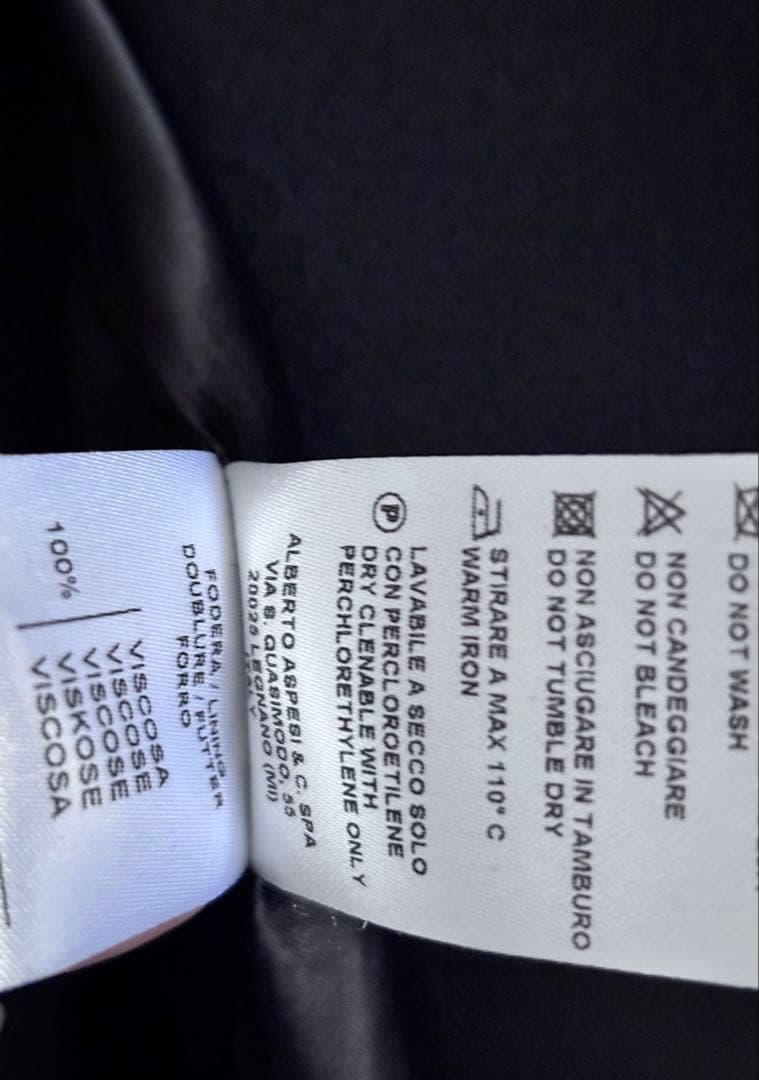 DO NOT WASH
NON CANDEGGIARE
DO NOT BLEACH
NON ASCIUGARE IN TAMBURO
DO NOT TUMBLE DRY
STIRARE A MAX 110° C
WARM IRON
P
LAVABILE A SECCO SOLO
CON PERCLOROETILENE
DRY CLENABLE WITH
PERCHLORETHYLENE ONLY
ALBERTO ASPESI & C. SPA
VIA S. QUASIMODO, 55
20025 LEGNANO (MI)
ITALY
FODERA / LINING
DOUBLURE / FUTTER
FORRO
VISCOSA
VISCOSE
100% VISCOSE
VISKOSE
VISCOSA